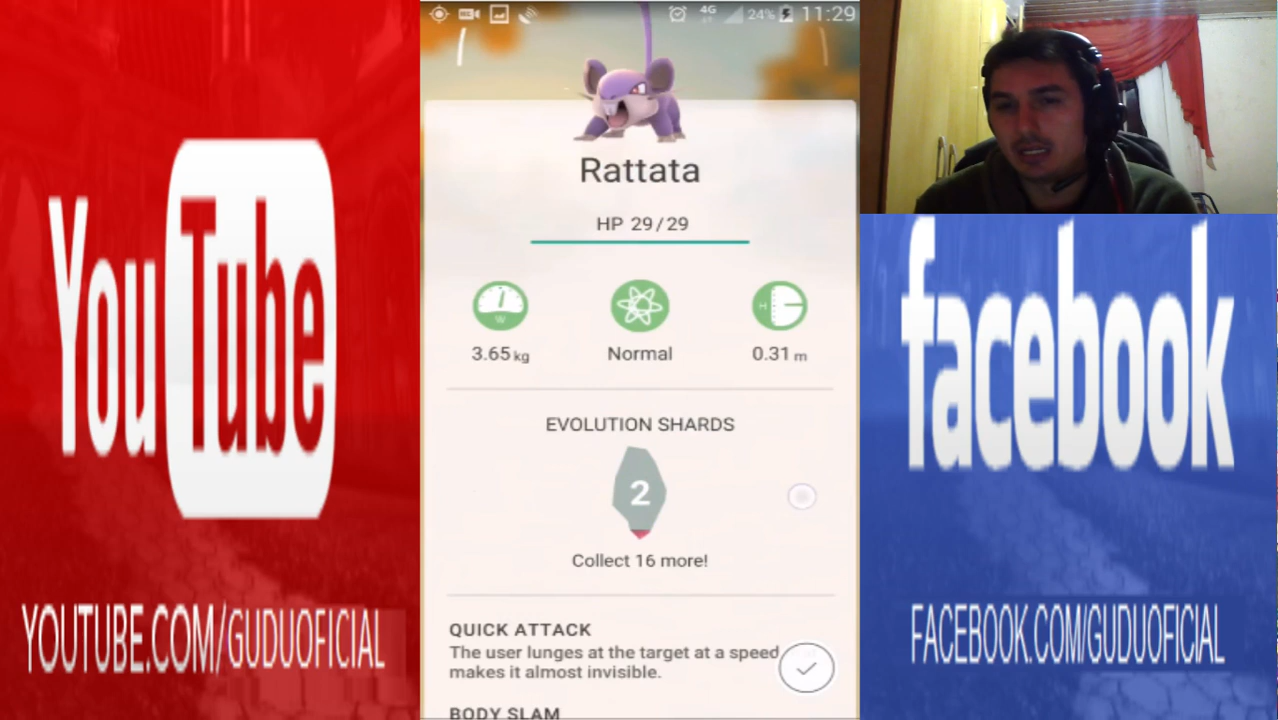 4G 24% 11:29
Rattata
HP 29/29
W
H
3.65 kg
Normal
0.31 m
EVOLUTION SHARDS
2
Collect 16 more!
QUICK ATTACK
The user lunges at the target at a speed
makes it almost invisible.
BODY SLAM
YouTube
YOUTUBE.COM/GUDUOFICIAL
facebook
FACEBOOK.COM/GUDUOFICIAL